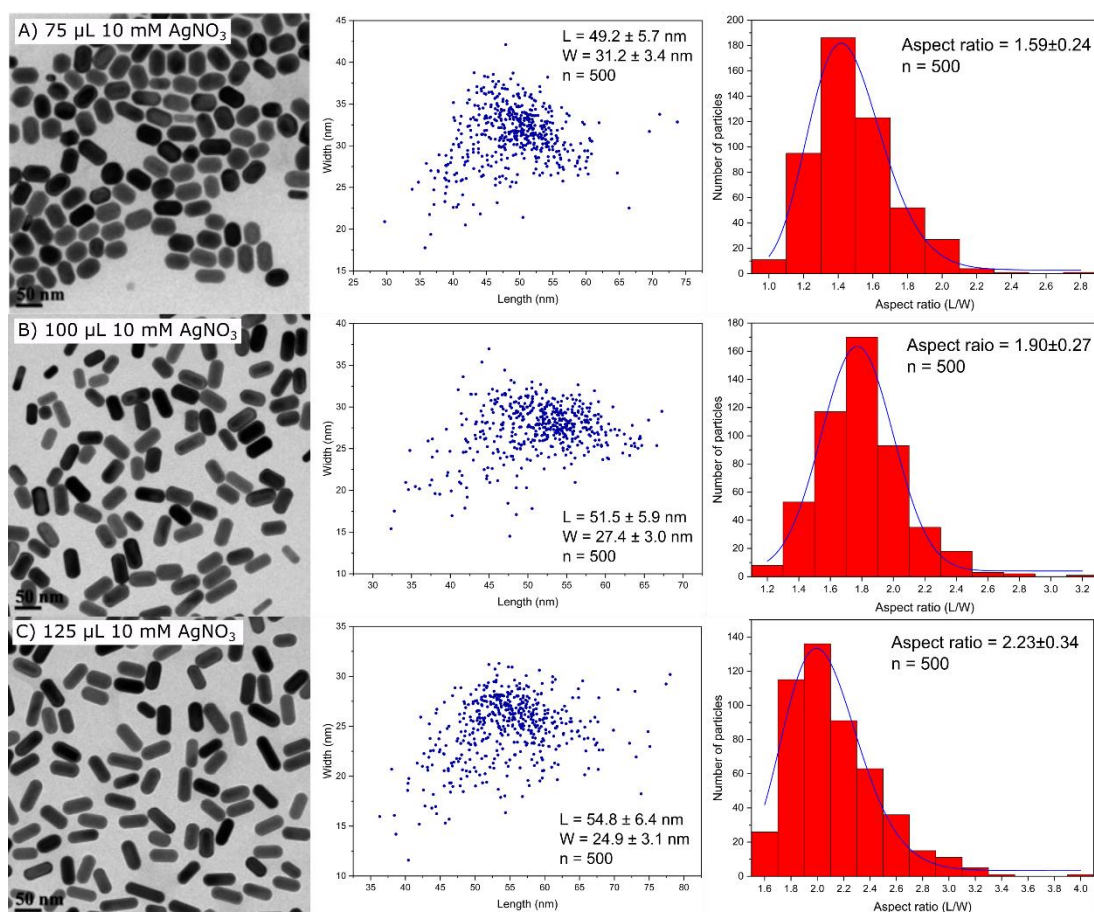 A) 75 µL 10 mM AgNO3
50 nm
L = 49.2 ± 5.7 nm
W = 31.2 ± 3.4 nm
n = 500
Width (nm)
45
40
35
30
25
20
15
25 30 35 40 45 50 55 60 65 70 75
Length (nm)
Aspect ratio = 1.59±0.24
n = 500
Number of particles
200
180
160
140
120
100
80
60
40
20
0
1.0 1.2 1.4 1.6 1.8 2.0 2.2 2.4 2.6 2.8
Aspect ratio (L/W)
B) 100 µL 10 mM AgNO3
50 nm
Width (nm)
40
35
30
25
20
15
10
L = 51.5 ± 5.9 nm
W = 27.4 ± 3.0 nm
n = 500
30 35 40 45 50 55 60 65 70
Length (nm)
Aspect raio = 1.90±0.27
n = 500
Number of particles
180
160
140
120
100
80
60
40
20
0
1.2 1.4 1.6 1.8 2.0 2.2 2.4 2.6 2.8 3.0 3.2
Aspect ratio (L/W)
C) 125 µL 10 mM AgNO3
50 nm
Width (nm)
35
30
25
20
15
10
L = 54.8 ± 6.4 nm
W = 24.9 ± 3.1 nm
n = 500
35 40 45 50 55 60 65 70 75 80
Length (nm)
Aspect ratio = 2.23±0.34
n = 500
Number of particles
140
120
100
80
60
40
20
0
1.6 1.8 2.0 2.2 2.4 2.6 2.8 3.0 3.2 3.4 3.6 3.8 4.0
Aspect ratio (L/W)